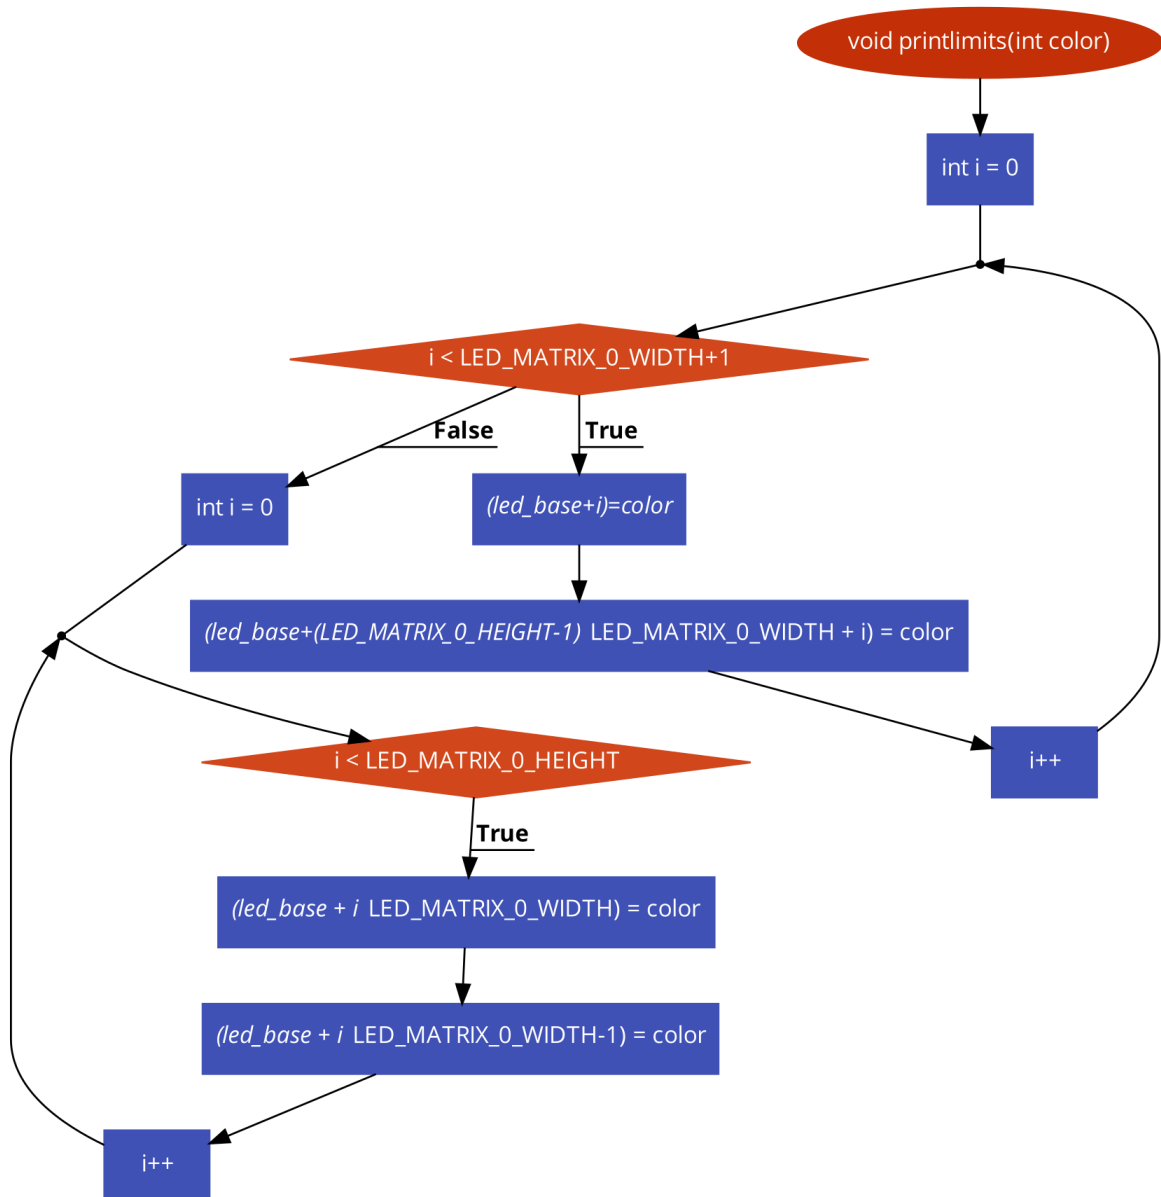 void printlimits(int color)
int i = 0
i < LED_MATRIX_0_WIDTH+1
False
True
int i = 0
(led_base+i)=color
(led_base+(LED_MATRIX_0_HEIGHT-1) LED_MATRIX_0_WIDTH + i) = color
i < LED_MATRIX_0_HEIGHT
i++
True
(led_base + i LED_MATRIX_0_WIDTH) = color
(led_base + i LED_MATRIX_0_WIDTH-1) = color
i++